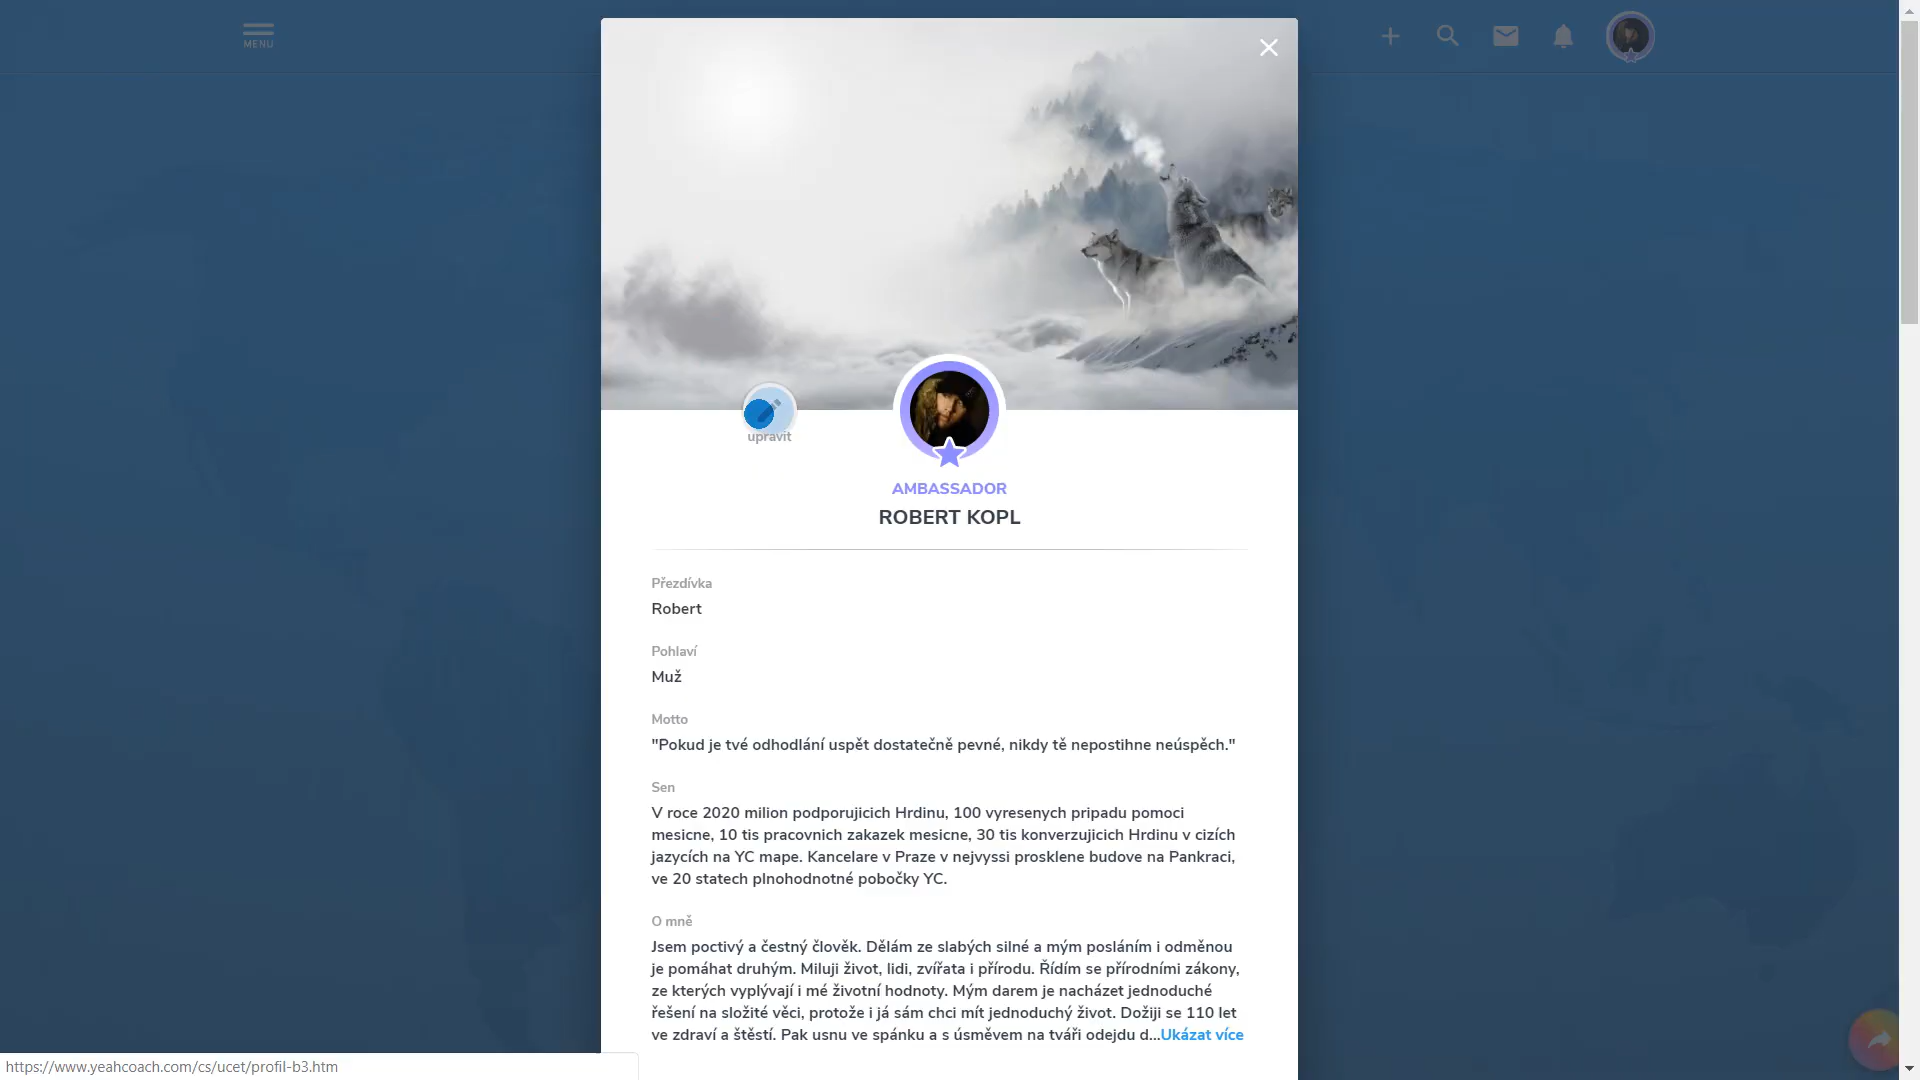 MENU
upravit
AMBASSADOR
ROBERT KOPL
Přezdívka
Robert
Pohlaví
Muž
Motto
"Pokud je tvé odhodlání uspět dostatečně pevné, nikdy tě nepostihne neúspěch."
Sen
V roce 2020 milion podporujicich Hrdinu, 100 vyresenych pripadu pomoci
mesicne, 10 tis pracovnich zakazek mesicne, 30 tis konverzujicich Hrdinu v cizích
jazycích na YC mape. Kancelare v Praze v nejvyssi prosklene budove na Pankraci,
ve 20 statech plnohodnotné pobočky YC.
O mně
Jsem poctivý a čestný člověk. Dělám ze slabých silné a mým posláním i odměnou
je pomáhat druhým. Miluji život, lidi, zvířata i přírodu. Řídím se přírodními zákony,
ze kterých vyplývají i mé životní hodnoty. Mým darem je nacházet jednoduché
řešení na složité věci, protože i já sám chci mít jednoduchý život. Dožiji se 110 let
ve zdraví a štěstí. Pak usnu ve spánku a s úsměvem na tváři odejdu d...Ukázat více
https://www.yeahcoach.com/cs/ucet/profil-b3.htm